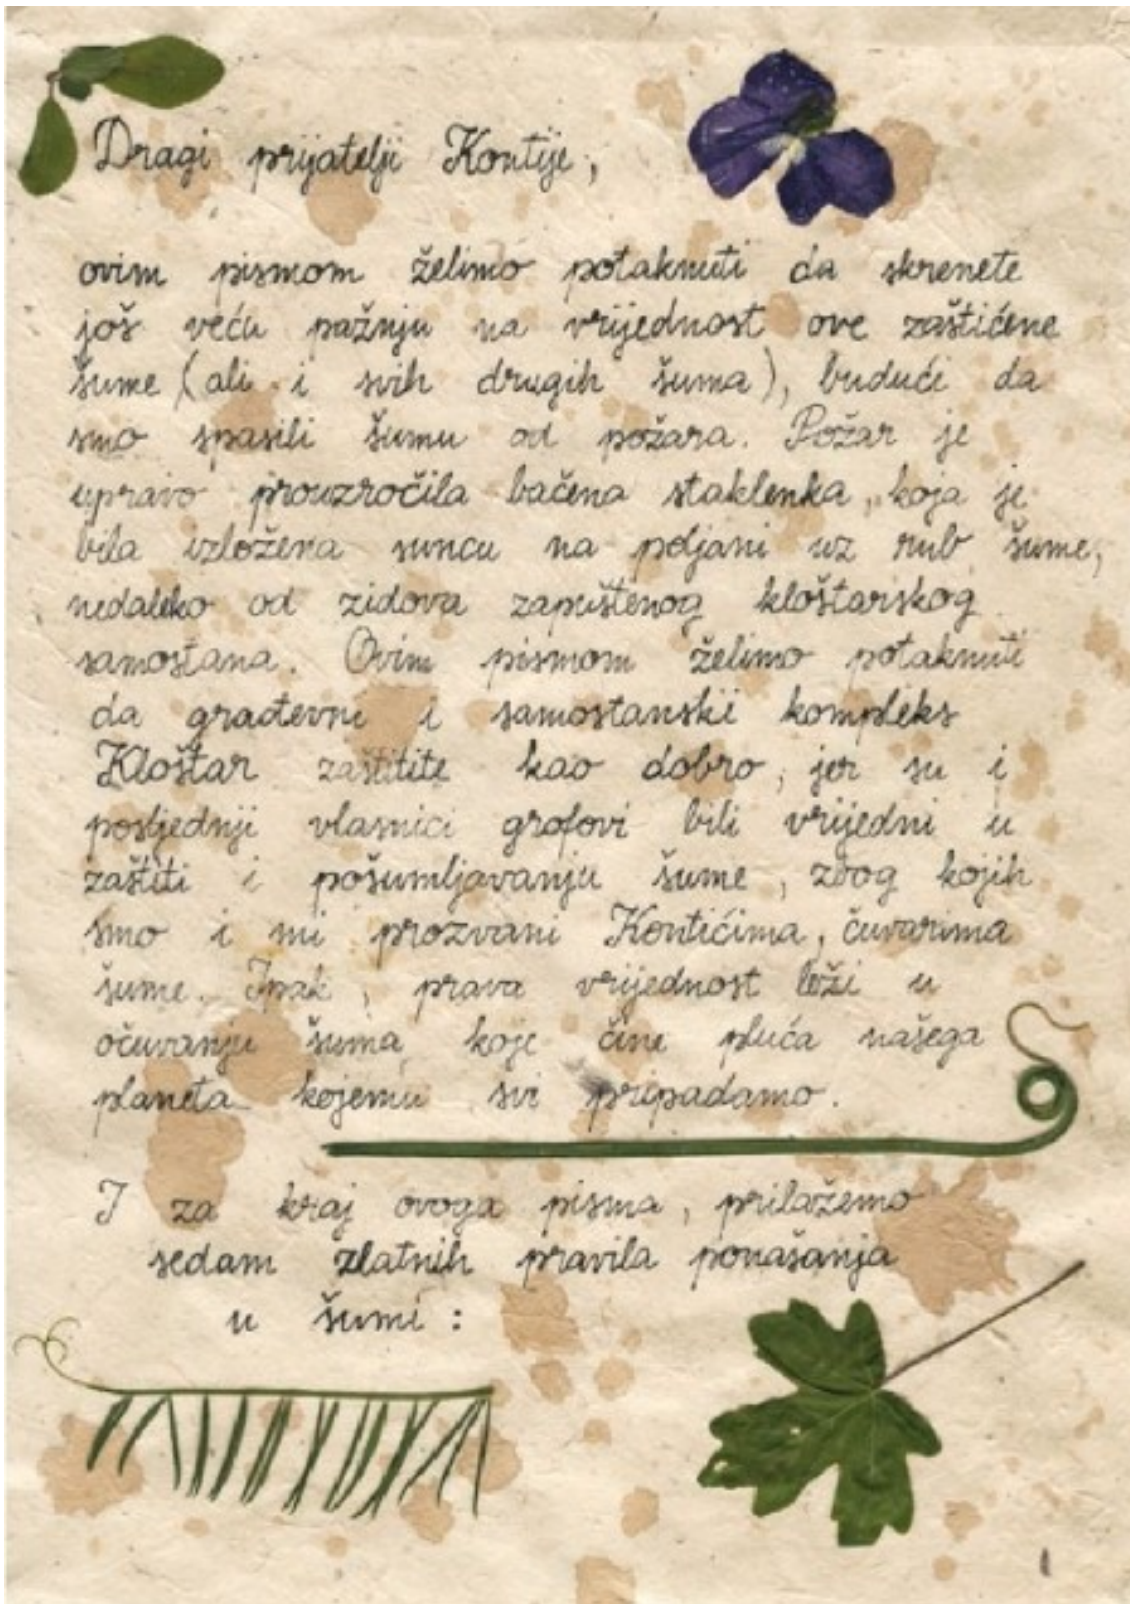 Dragi prijatelji Kontije,
ovim pismom želimo potaknuti da skrenete
još veću pažnju na vrijednost ove zaštićene
šume (ali i svih drugih šuma), budući da
smo spasili šumu od požara. Požar je
upravo prouzročila bačena staklenka, koja je
bila izložena suncu na poljani uz rub šume,
nedaleko od zidova zapuštenog kloštarskog
samostana. Ovim pismom želimo potaknuti
da građevni i samostanski kompleks
Kloštar zaštitite kao dobro, jer su i
posljednji vlasnici grofovi bili vrijedni u
zaštiti i pošumljavanju šume, zbog kojih
smo i mi prozvani Kontićima, čuvarima
šume. Ipak, prava vrijednost leži u
očuvanju šuma koje čine pluća našega
planeta kojemu svi pripadamo.
I za kraj ovoga pisma, prilažemo
sedam zlatnih pravila ponašanja
u šumi:
1